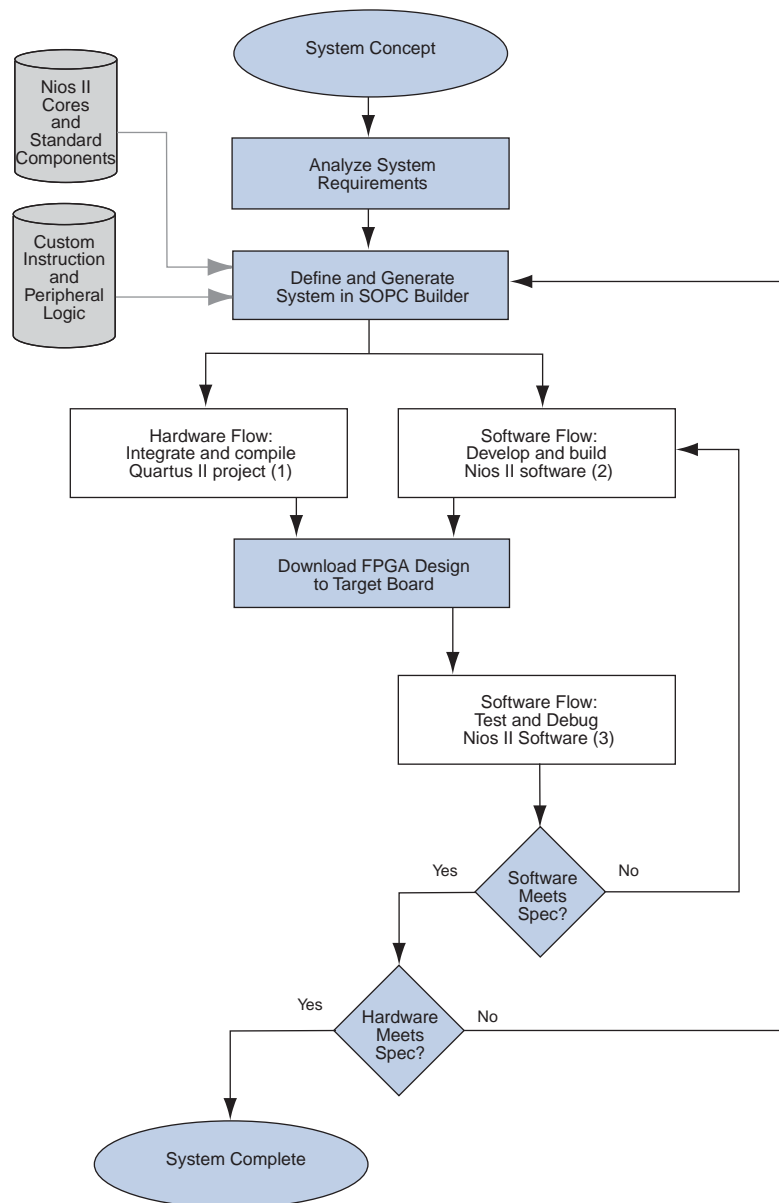 System Concept
Nios II
Cores
and
Standard
Components
Analyze System
Requirements
Custom
Instruction
and
Peripheral
Logic
Define and Generate
System in SOPC Builder
Hardware Flow:
Integrate and compile
Quartus II project (1)
Software Flow:
Develop and build
Nios II software (2)
Download FPGA Design
to Target Board
Software Flow:
Test and Debug
Nios II Software (3)
Yes
Software
Meets
Spec?
No
Yes
Hardware
Meets
Spec?
No
System Complete